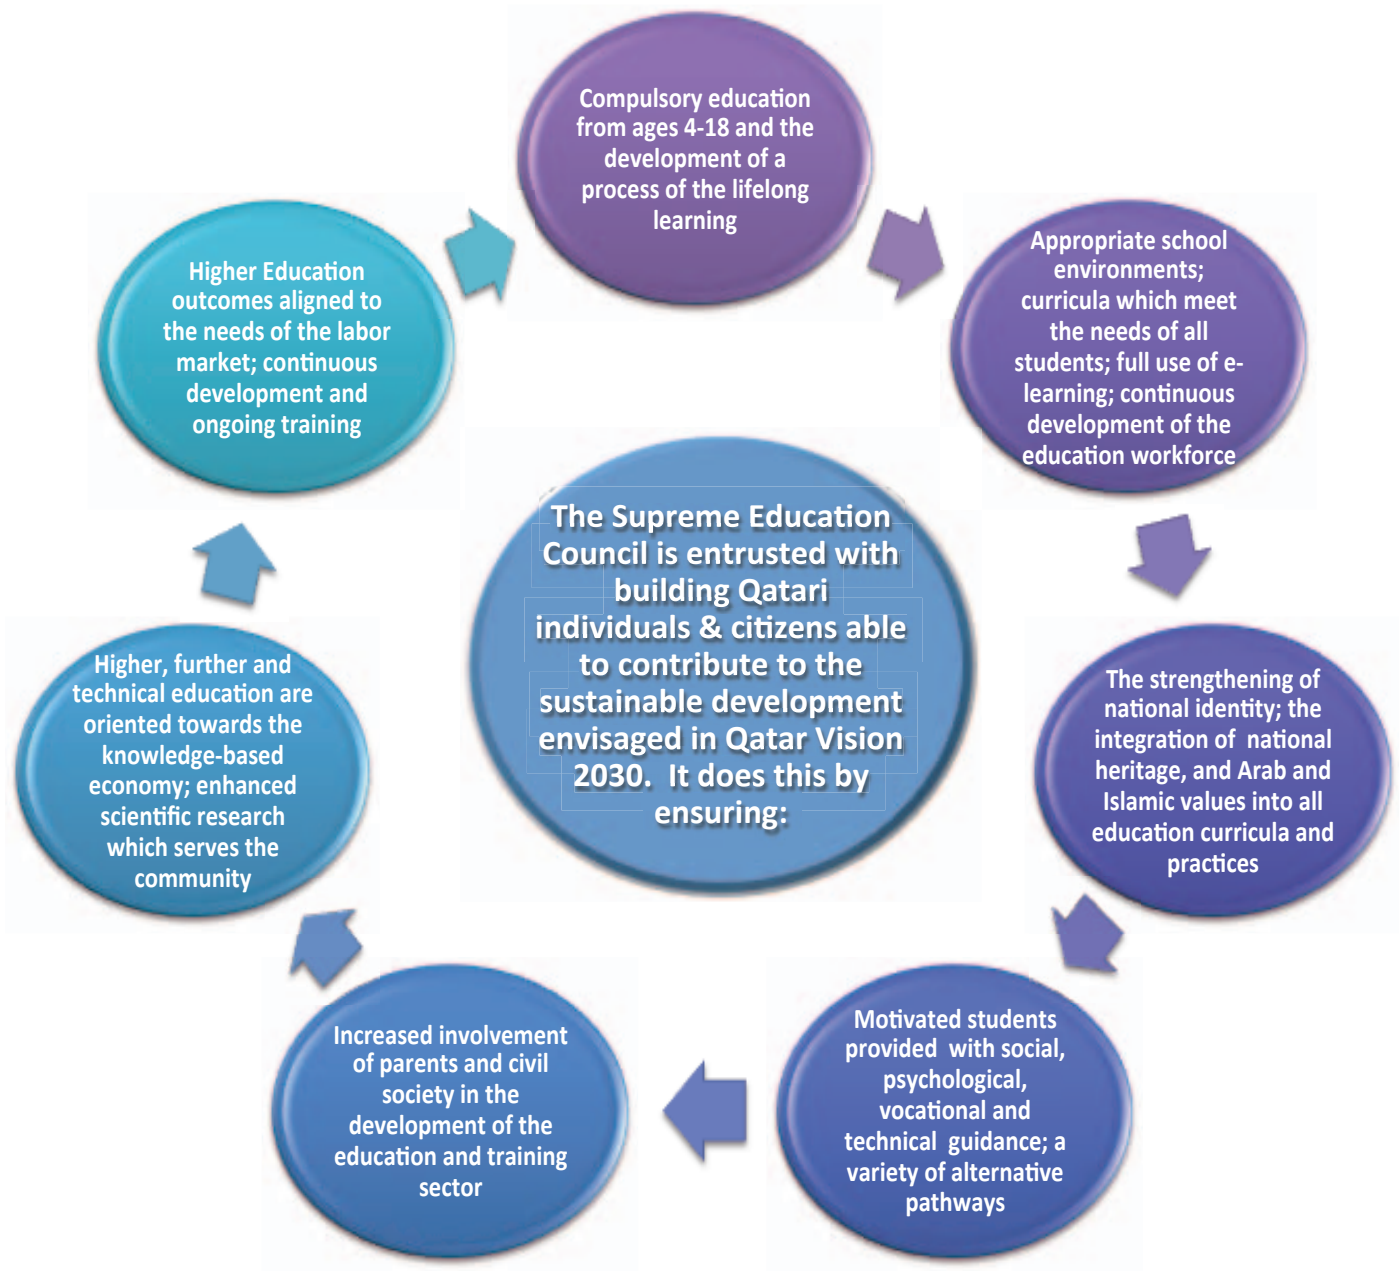 Compulsory education
from ages 4-18 and the
development of a
process of the lifelong
learning
Appropriate school
environments;
curricula which meet
the needs of all
students; full use of e-
learning; continuous
development of the
education workforce
The strengthening of
national identity; the
integration of national
heritage, and Arab and
Islamic values into all
education curricula and
practices
Motivated students
provided with social,
psychological,
vocational and
technical guidance; a
variety of alternative
pathways
Increased involvement
of parents and civil
society in the
development of the
education and training
sector
Higher, further and
technical education are
oriented towards the
knowledge-based
economy; enhanced
scientific research
which serves the
community
Higher Education
outcomes aligned to
the needs of the labor
market; continuous
development and
ongoing training
The Supreme Education
Council is entrusted with
building Qatari
individuals & citizens able
to contribute to the
sustainable development
envisaged in Qatar Vision
2030. It does this by
ensuring: